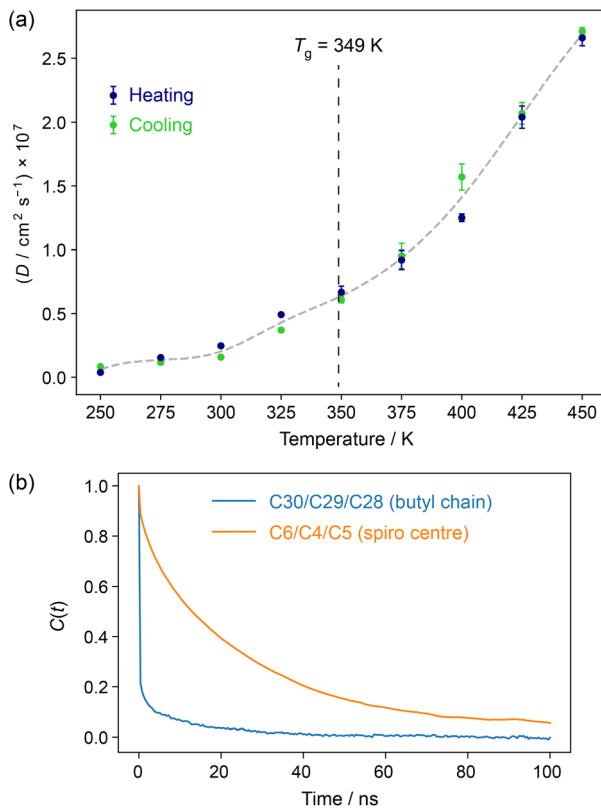 (a)
T_g = 349 K
Heating
Cooling
(D / cm² s⁻¹) × 10⁷
2.5
2.0
1.5
1.0
0.5
0.0
250 275 300 325 350 375 400 425 450
Temperature / K
(b)
C30/C29/C28 (butyl chain)
C6/C4/C5 (spiro centre)
C(t)
1.0
0.8
0.6
0.4
0.2
0.0
0 20 40 60 80 100
Time / ns